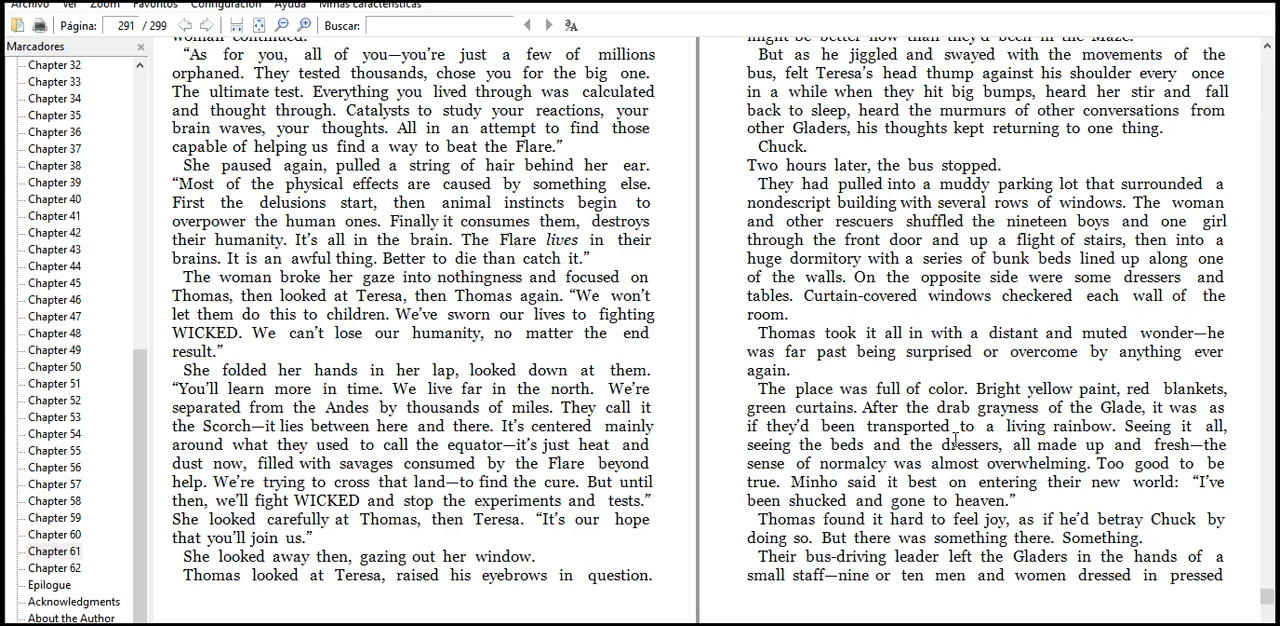 Archivo Ver Zoom Favoritos Configuración Ayuda Minas características
Página: 291 / 299 Buscar:
Marcadores
Chapter 32
Chapter 33
Chapter 34
Chapter 35
Chapter 36
Chapter 37
Chapter 38
Chapter 39
Chapter 40
Chapter 41
Chapter 42
Chapter 43
Chapter 44
Chapter 45
Chapter 46
Chapter 47
Chapter 48
Chapter 49
Chapter 50
Chapter 51
Chapter 52
Chapter 53
Chapter 54
Chapter 55
Chapter 56
Chapter 57
Chapter 58
Chapter 59
Chapter 60
Chapter 61
Chapter 62
Epilogue
Acknowledgments
About the Author
woman continued.
“As for you, all of you—you’re just a few of millions
orphaned. They tested thousands, chose you for the big one.
The ultimate test. Everything you lived through was calculated
and thought through. Catalysts to study your reactions, your
brain waves, your thoughts. All in an attempt to find those
capable of helping us find a way to beat the Flare.”
She paused again, pulled a string of hair behind her ear.
“Most of the physical effects are caused by something else.
First the delusions start, then animal instincts begin to
overpower the human ones. Finally it consumes them, destroys
their humanity. It’s all in the brain. The Flare lives in their
brains. It is an awful thing. Better to die than catch it.”
The woman broke her gaze into nothingness and focused on
Thomas, then looked at Teresa, then Thomas again. “We won’t
let them do this to children. We’ve sworn our lives to fighting
WICKED. We can’t lose our humanity, no matter the end
result.”
She folded her hands in her lap, looked down at them.
“You’ll learn more in time. We live far in the north. We’re
separated from the Andes by thousands of miles. They call it
the Scorch—it lies between here and there. It’s centered mainly
around what they used to call the equator—it’s just heat and
dust now, filled with savages consumed by the Flare beyond
help. We’re trying to cross that land—to find the cure. But until
then, we’ll fight WICKED and stop the experiments and tests.”
She looked carefully at Thomas, then Teresa. “It’s our hope
that you’ll join us.”
She looked away then, gazing out her window.
Thomas looked at Teresa, raised his eyebrows in question.
might be better now than they’d been in the Maze.
But as he jiggled and swayed with the movements of the
bus, felt Teresa’s head thump against his shoulder every once
in a while when they hit big bumps, heard her stir and fall
back to sleep, heard the murmurs of other conversations from
other Gladers, his thoughts kept returning to one thing.
Chuck.
Two hours later, the bus stopped.
They had pulled into a muddy parking lot that surrounded a
nondescript building with several rows of windows. The woman
and other rescuers shuffled the nineteen boys and one girl
through the front door and up a flight of stairs, then into a
huge dormitory with a series of bunk beds lined up along one
of the walls. On the opposite side were some dressers and
tables. Curtain-covered windows checkered each wall of the
room.
Thomas took it all in with a distant and muted wonder—he
was far past being surprised or overcome by anything ever
again.
The place was full of color. Bright yellow paint, red blankets,
green curtains. After the drab grayness of the Glade, it was as
if they’d been transported to a living rainbow. Seeing it all,
seeing the beds and the dressers, all made up and fresh—the
sense of normalcy was almost overwhelming. Too good to be
true. Minho said it best on entering their new world: “I’ve
been shucked and gone to heaven.”
Thomas found it hard to feel joy, as if he’d betray Chuck by
doing so. But there was something there. Something.
Their bus-driving leader left the Gladers in the hands of a
small staff—nine or ten men and women dressed in pressed